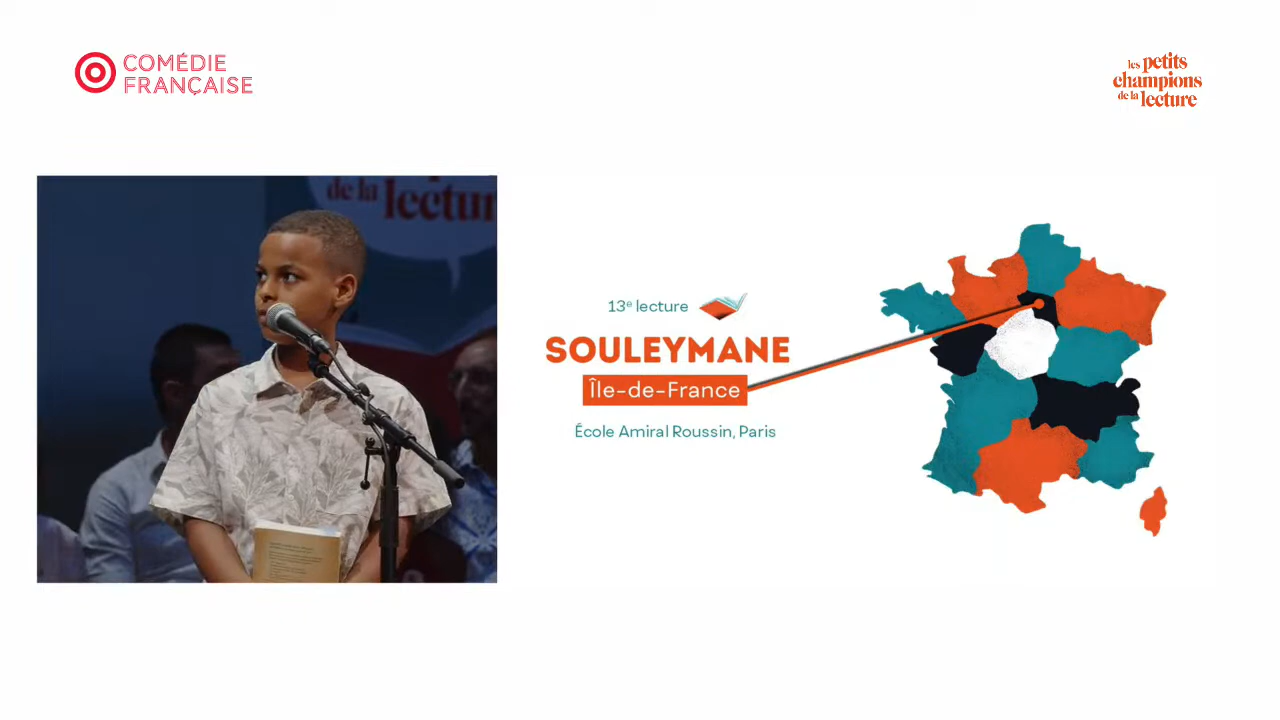 COMÉDIE
FRANÇAISE
les petits
champions
de la lecture
de la lectur
13e lecture
SOULEYMANE
Île-de-France
École Amiral Roussin, Paris